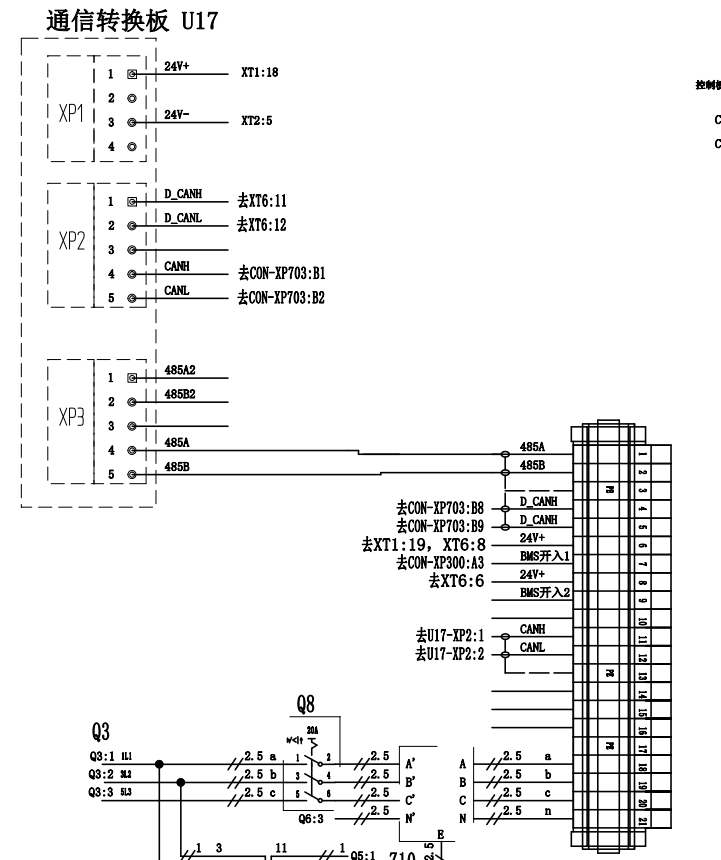 通信转换板 U17
XP1
1 24V+ XT1:18
2
3 24V- XT2:5
4
XP2
1 D_CANH 去XT6:11
2 D_CANL 去XT6:12
3
4 CANH 去CON-XP703:B1
5 CANL 去CON-XP703:B2
XP3
1 485A2
2 485B2
3
4 485A
5 485B
控制板
C
C
485A 1
485B 2
PE 3
去CON-XP703:B8 D_CANH 4
去CON-XP703:B9 D_CANH 5
去XT1:19, XT6:8 24V+ 6
去CON-XP300:A3 BMS开入1 7
去XT6:6 24V+ 8
BMS开入2 9
10
去U17-XP2:1 CANH 11
去U17-XP2:2 CANL 12
PE 13
14
15
16
PE 17
18
19
20
21
Q8
20A
Q3
Q3:1 1L1 2.5 a 1 2 2.5 A' A 2.5 a
Q3:2 3L2 2.5 b 3 4 2.5 B' B 2.5 b
Q3:3 5L3 2.5 c 5 6 2.5 C' C 2.5 c
Q6:3 2.5 N' N 2.5 n
E
1 3 11 1 Q5:1 Z10 2.5